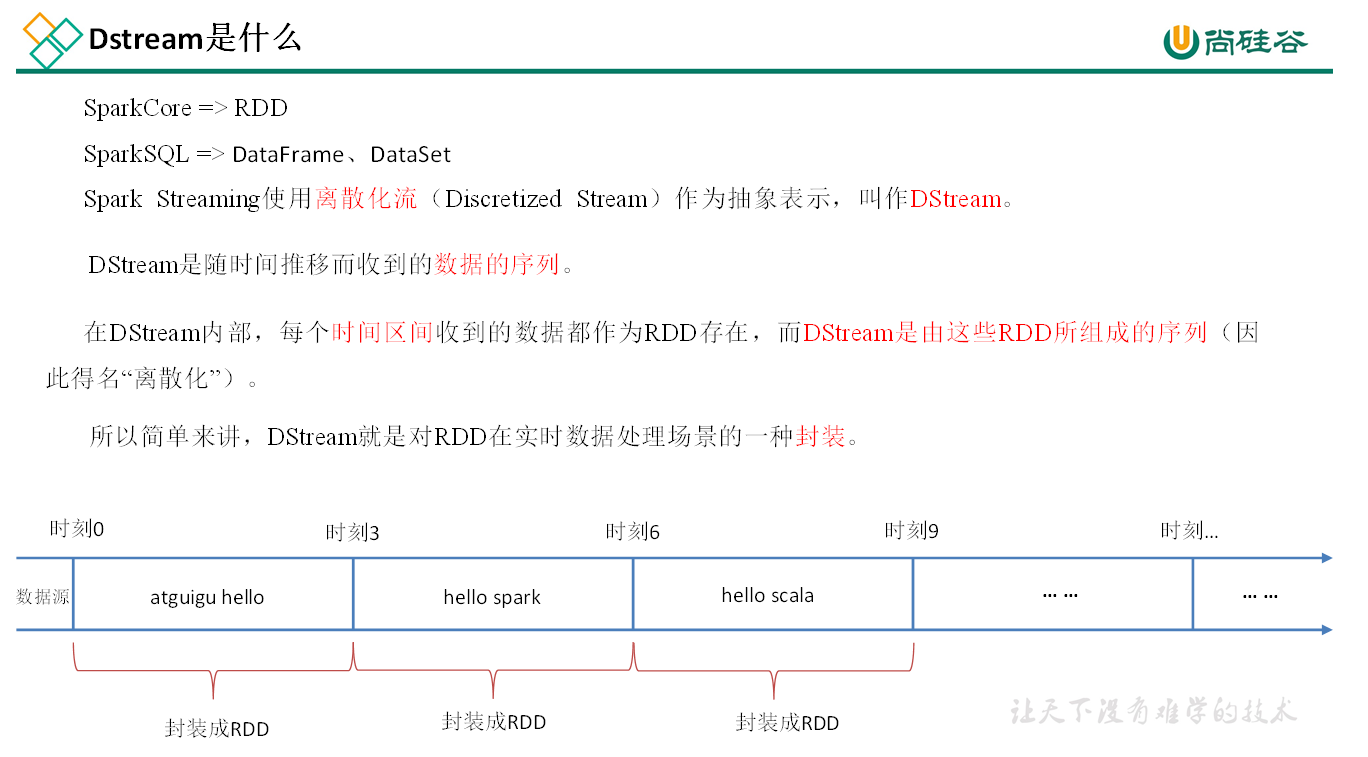 Dstream是什么
尚硅谷
SparkCore => RDD
SparkSQL => DataFrame、DataSet
Spark Streaming使用离散化流（Discretized Stream）作为抽象表示，叫作DStream。
DStream是随时间推移而收到的数据的序列。
在DStream内部，每个时间区间收到的数据都作为RDD存在，而DStream是由这些RDD所组成的序列（因
此得名“离散化”）。
所以简单来讲，DStream就是对RDD在实时数据处理场景的一种封装。
时刻0 时刻3 时刻6 时刻9 时刻...
数据源 atguigu hello hello spark hello scala ... ... ... ...
封装成RDD 封装成RDD 封装成RDD
让天下没有难学的技术